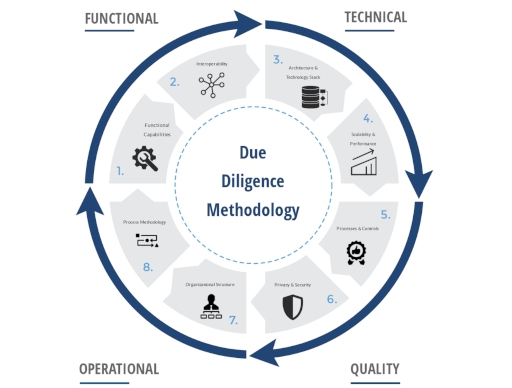 FUNCTIONAL
TECHNICAL
2.
Interoperability
3.
Architecture &
Technology Stack
Functional
Capabilities
1.
4.
Scalability &
Performance
Due
Diligence
Methodology
5.
Processes & Controls
Process Methodology
8.
Organizational Structure
7.
Privacy & Security
6.
OPERATIONAL
QUALITY